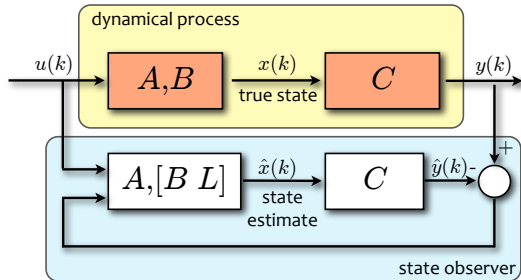 dynamical process
u(k)
A,B
x(k)
true state
C
y(k)
+
A,[B L]
x̂(k)
state
estimate
C
ŷ(k)
-
state observer